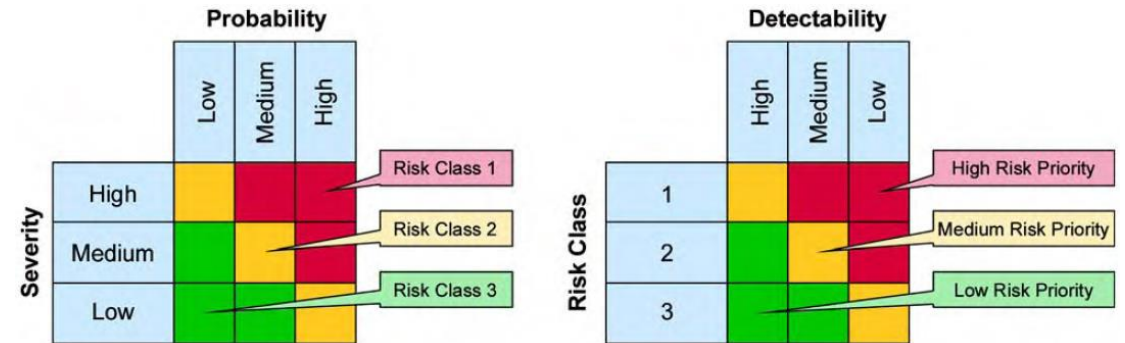 Probability
Low
Medium
High
Severity
High
Medium
Low
Risk Class 1
Risk Class 2
Risk Class 3
Detectability
High
Medium
Low
Risk Class
1
2
3
High Risk Priority
Medium Risk Priority
Low Risk Priority